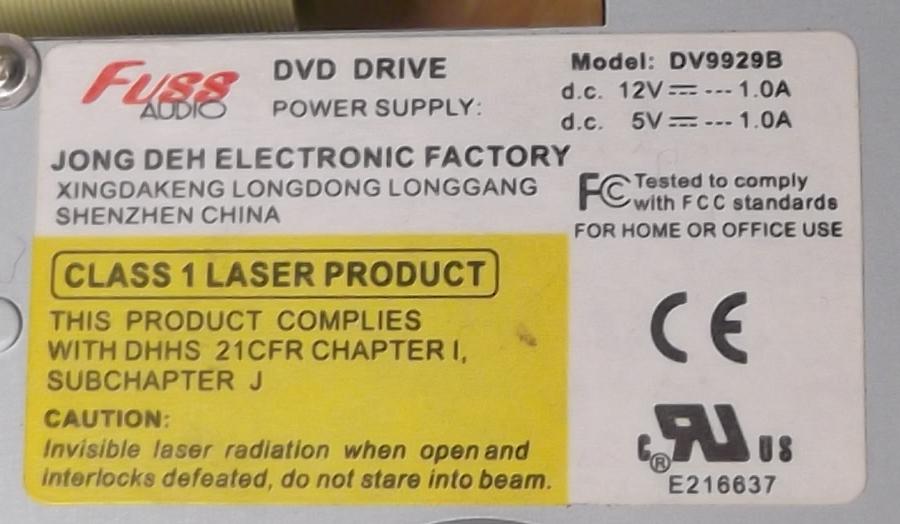 Fuss
AUDIO
DVD DRIVE
POWER SUPPLY:
Model: DV9929B
d.c. 12V --- 1.0A
d.c. 5V --- 1.0A
JONG DEH ELECTRONIC FACTORY
XINGDAKENG LONGDONG LONGGANG
SHENZHEN CHINA
FC Tested to comply
with FCC standards
FOR HOME OR OFFICE USE
CLASS 1 LASER PRODUCT
THIS PRODUCT COMPLIES
WITH DHHS 21CFR CHAPTER I,
SUBCHAPTER J
CAUTION:
Invisible laser radiation when open and
interlocks defeated, do not stare into beam.
CE
c RU ® US
E216637